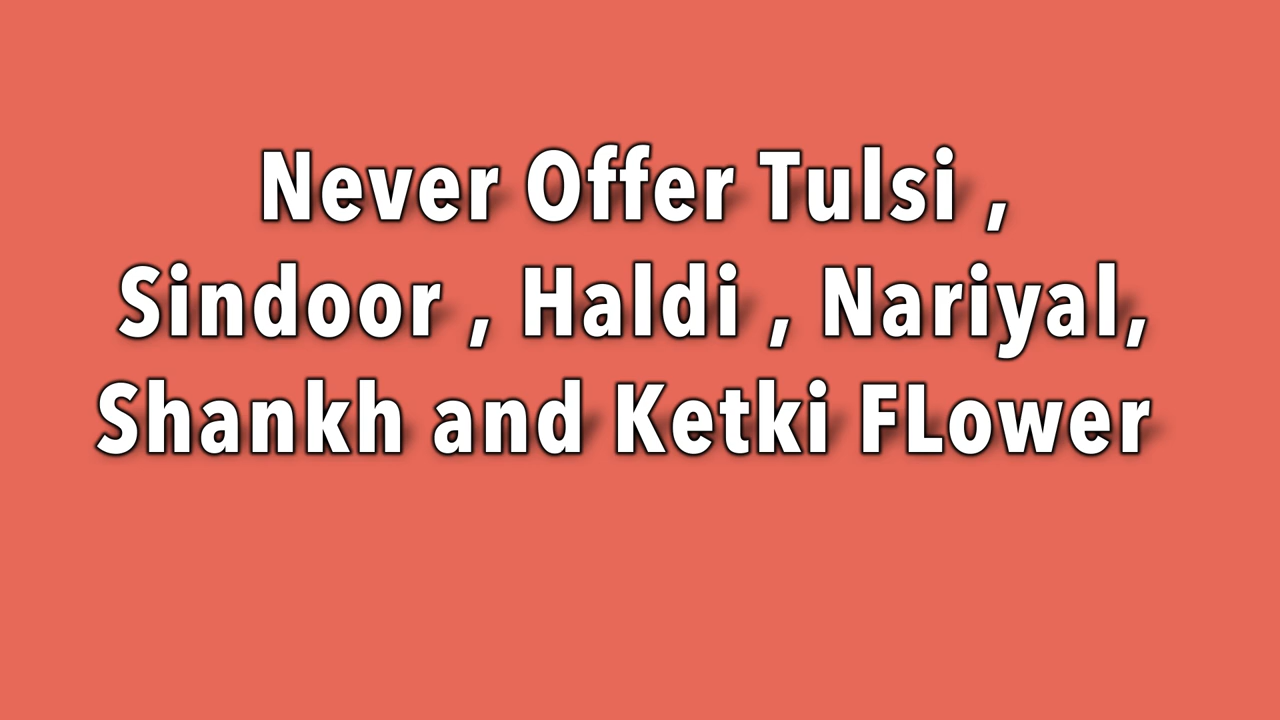 Never Offer Tulsi ,
Sindoor , Haldi , Nariyal,
Shankh and Ketki FLower